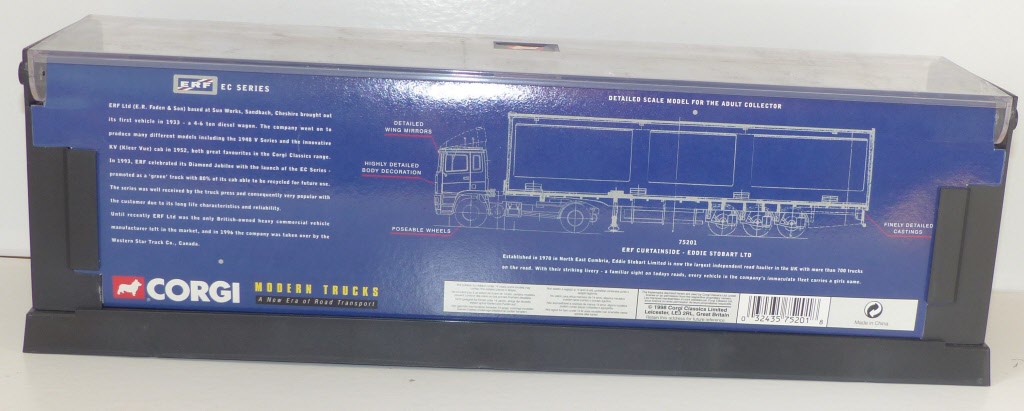 ERF EC SERIES
ERF Ltd (E.R. Foden & Son) based at Sun Works, Sandbach, Cheshire brought out
its first vehicle in 1933 - a 4-6 ton diesel wagon. The company went on to
produce many different models including the 1948 V Series and the innovative
KV (Kleer Vue) cab in 1952, both great favourites in the Corgi Classics range.
In 1993, ERF celebrated its Diamond Jubilee with the launch of the EC Series -
promoted as a 'green' truck with 80% of its cab able to be recycled for future use.
The series was well received by the truck press and consequently very popular with
the customer due to its long life characteristics and reliability.
Until recently ERF Ltd was the only British-owned heavy commercial vehicle
manufacturer left in the market, and in 1996 the company was taken over by the
Western Star Truck Co., Canada.
DETAILED SCALE MODEL FOR THE ADULT COLLECTOR
DETAILED
WING MIRRORS
HIGHLY DETAILED
BODY DECORATION
POSEABLE WHEELS
FINELY DETAILED
CASTINGS
75201
ERF CURTAINSIDE - EDDIE STOBART LTD
Established in 1970 in North East Cumbria, Eddie Stobart Limited is now the largest independent road haulier in the UK with more than 700 trucks
on the road. With their striking livery - a familiar sight on todays roads, every vehicle in the company's immaculate fleet carries a girls name.
CORGI
MODERN TRUCKS
A New Era of Road Transport
© 1998 Corgi Classics Limited
Leicester, LE3 2RL, Great Britain
Retain this address for future reference
0 32435 75201 8
Made in China